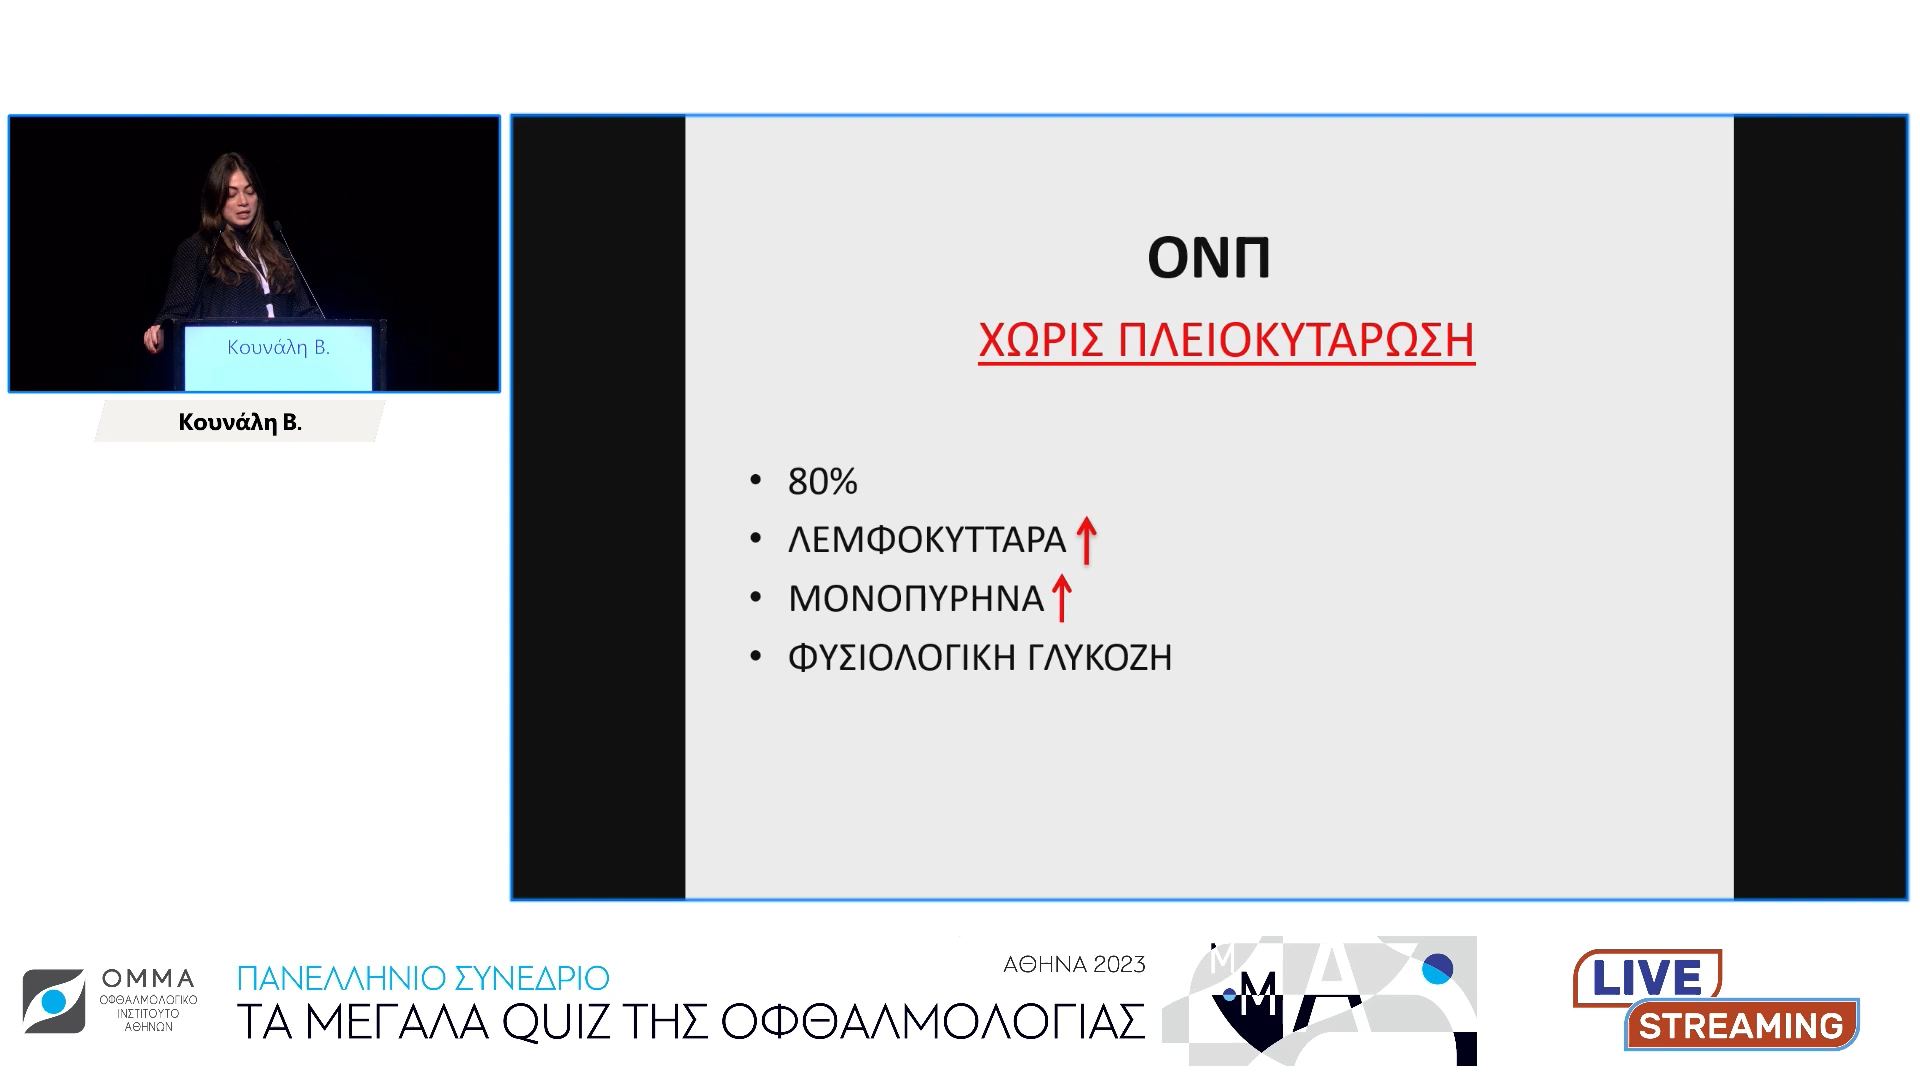 Κουνάλη Β.
Κουνάλη Β.
ΟΝΠ
ΧΩΡΙΣ ΠΛΕΙΟΚΥΤΑΡΩΣΗ
• 80%
• ΛΕΜΦΟΚΥΤΤΑΡΑ ↑
• ΜΟΝΟΠΥΡΗΝΑ ↑
• ΦΥΣΙΟΛΟΓΙΚΗ ΓΛΥΚΟΖΗ
ΟΜΜΑ
ΟΦΘΑΛΜΟΛΟΓΙΚΟ
ΙΝΣΤΙΤΟΥΤΟ
ΑΘΗΝΩΝ
ΠΑΝΕΛΛΗΝΙΟ ΣΥΝΕΔΡΙΟ
ΑΘΗΝΑ 2023
ΤΑ ΜΕΓΑΛΑ QUIZ ΤΗΣ ΟΦΘΑΛΜΟΛΟΓΙΑΣ
M M A
LIVE
STREAMING